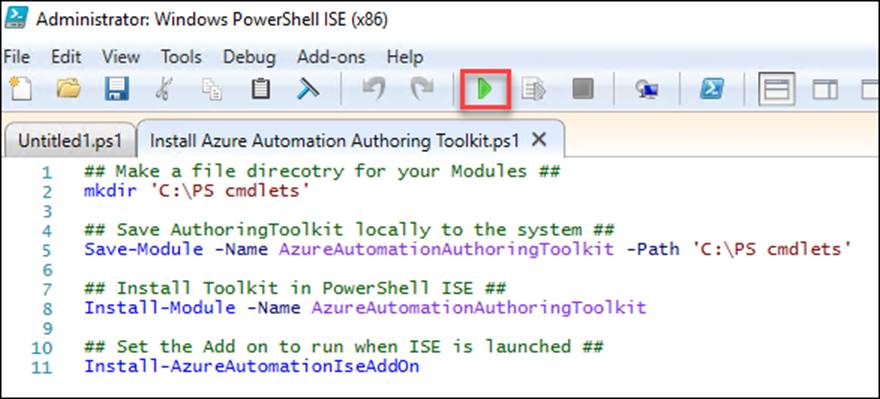 Administrator: Windows PowerShell ISE (x86)
File Edit View Tools Debug Add-ons Help
Untitled1.ps1 Install Azure Automation Authoring Toolkit.ps1 X
1 ## Make a file direcotry for your Modules ##
2 mkdir 'C:\PS cmdlets'
3
4 ## Save AuthoringToolkit locally to the system ##
5 Save-Module -Name AzureAutomationAuthoringToolkit -Path 'C:\PS cmdlets'
6
7 ## Install Toolkit in PowerShell ISE ##
8 Install-Module -Name AzureAutomationAuthoringToolkit
9
10 ## Set the Add on to run when ISE is launched ##
11 Install-AzureAutomationIseAddOn